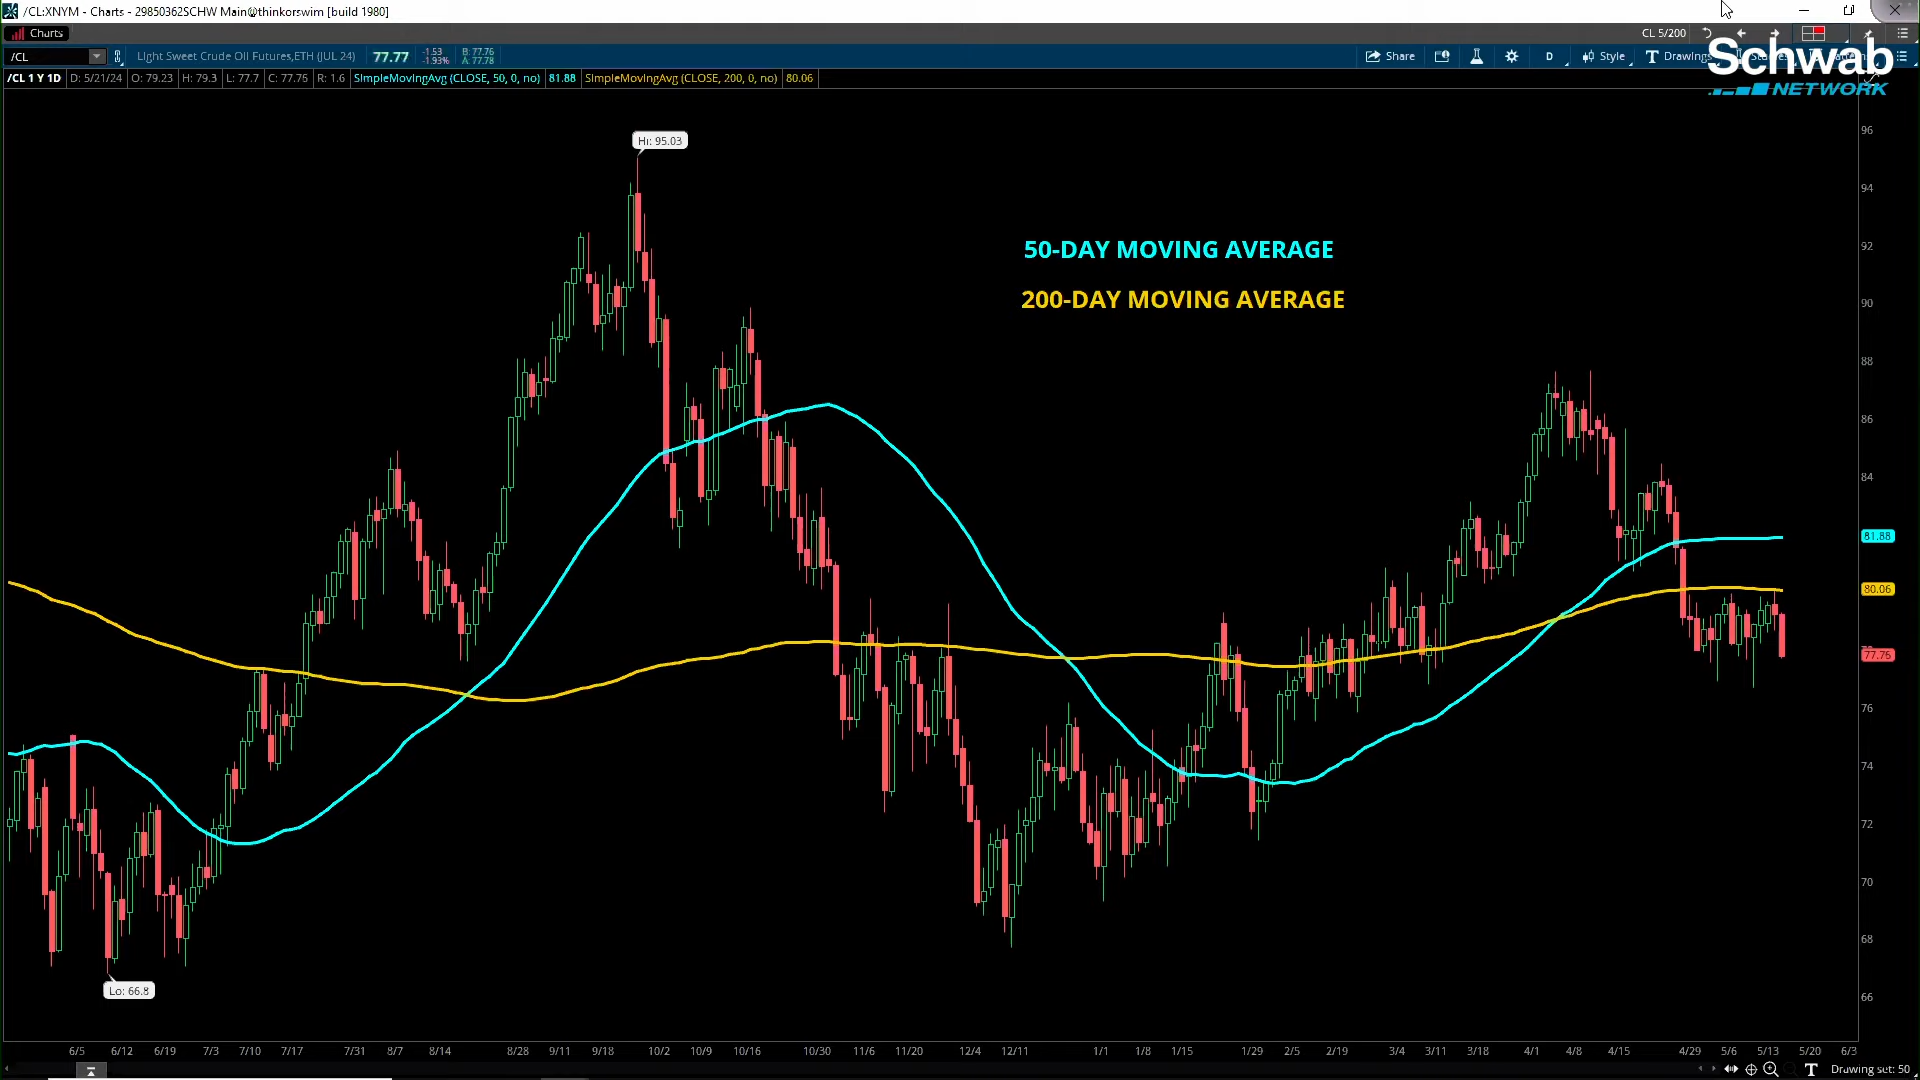 /CL:XNYM - Charts - 29850362SCHW Main@thinkorswim [build 1980]
Charts
CL 5/200
/CL
Light Sweet Crude Oil Futures,ETH (JUL 24)
77.77
-1.53
-1.93%
B: 77.76
A: 77.78
Share
D
Style
Drawings
Schwab
NETWORK
/CL 1 Y 1D
D: 5/21/24
O: 79.23
H: 79.3
L: 77.7
C: 77.76
R: 1.6
SimpleMovingAvg (CLOSE, 50, 0, no)
81.88
SimpleMovingAvg (CLOSE, 200, 0, no)
80.06
Hi: 95.03
50-DAY MOVING AVERAGE
200-DAY MOVING AVERAGE
Lo: 66.8
96
94
92
90
88
86
84
81.88
80.06
77.76
76
74
72
70
68
66
6/5 6/12 6/19 7/3 7/10 7/17 7/31 8/7 8/14 8/28 9/11 9/18 10/2 10/9 10/16 10/30 11/6 11/20 12/4 12/11 1/1 1/8 1/15 1/29 2/5 2/19 3/4 3/11 3/18 4/1 4/8 4/15 4/29 5/6 5/13 5/20 6/3
Drawing set: 50